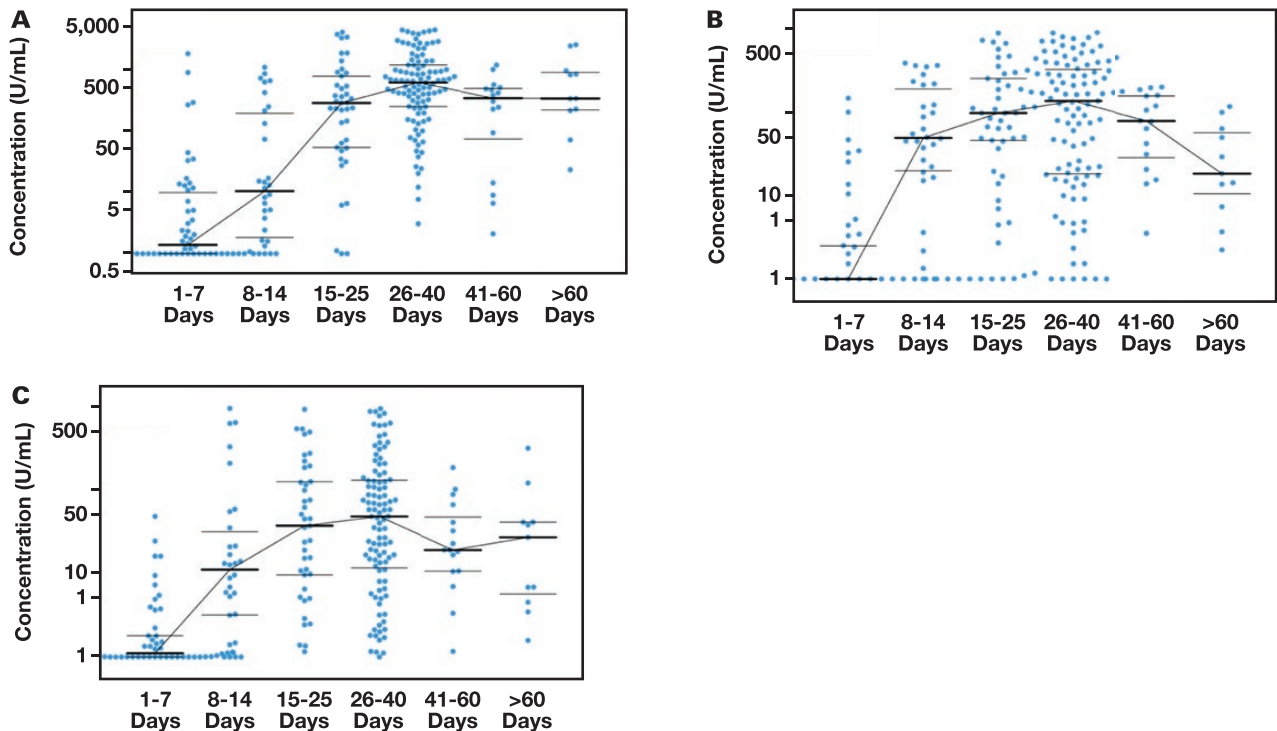 A
Concentration (U/mL)
5,000
500
50
5
0.5
1-7 Days
8-14 Days
15-25 Days
26-40 Days
41-60 Days
>60 Days
B
Concentration (U/mL)
500
50
10
1
1
1-7 Days
8-14 Days
15-25 Days
26-40 Days
41-60 Days
>60 Days
C
Concentration (U/mL)
500
50
10
1
1
1-7 Days
8-14 Days
15-25 Days
26-40 Days
41-60 Days
>60 Days